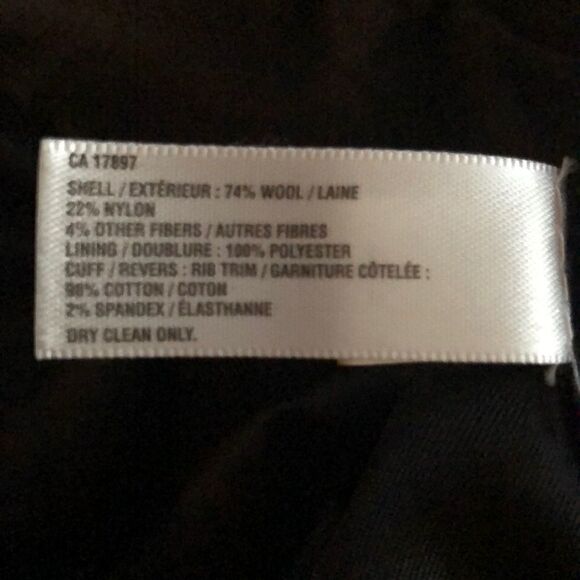 CA 17897
SHELL / EXTÉRIEUR : 74% WOOL / LAINE
22% NYLON
4% OTHER FIBERS / AUTRES FIBRES
LINING / DOUBLURE : 100% POLYESTER
CUFF / REVERS : RIB TRIM / GARNITURE CÔTELÉE :
98% COTTON / COTON
2% SPANDEX / ÉLASTHANNE
DRY CLEAN ONLY.